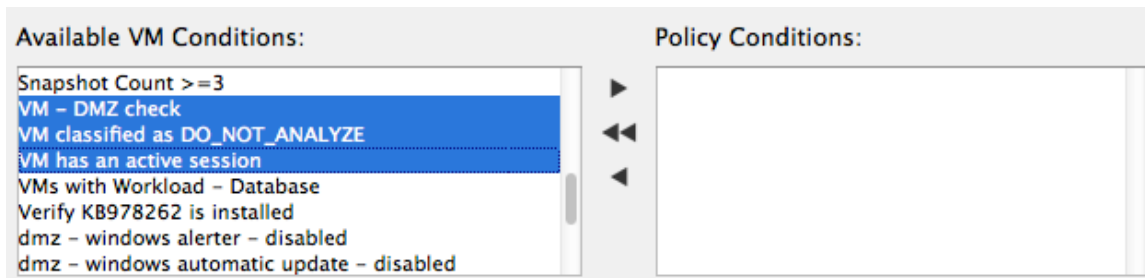 Available VM Conditions:
Policy Conditions:
Snapshot Count >=3
VM – DMZ check
VM classified as DO_NOT_ANALYZE
VM has an active session
VMs with Workload – Database
Verify KB978262 is installed
dmz – windows alerter – disabled
dmz – windows automatic update – disabled